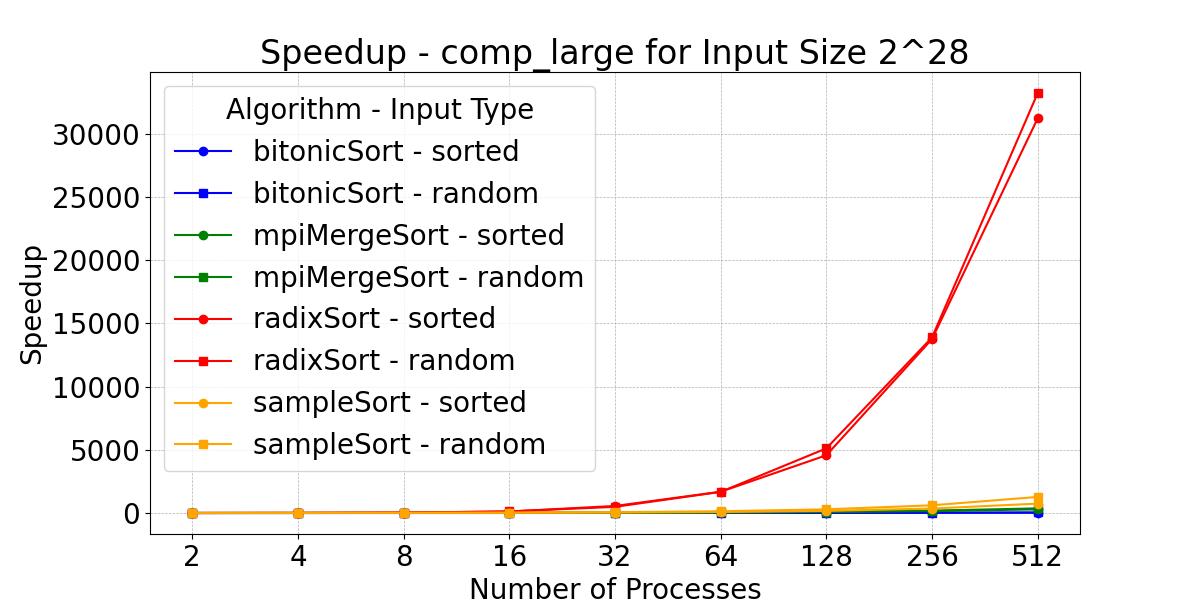 Speedup - comp_large for Input Size 2^28
Speedup
30000
25000
20000
15000
10000
5000
0
Algorithm - Input Type
bitonicSort - sorted
bitonicSort - random
mpiMergeSort - sorted
mpiMergeSort - random
radixSort - sorted
radixSort - random
sampleSort - sorted
sampleSort - random
2 4 8 16 32 64 128 256 512
Number of Processes